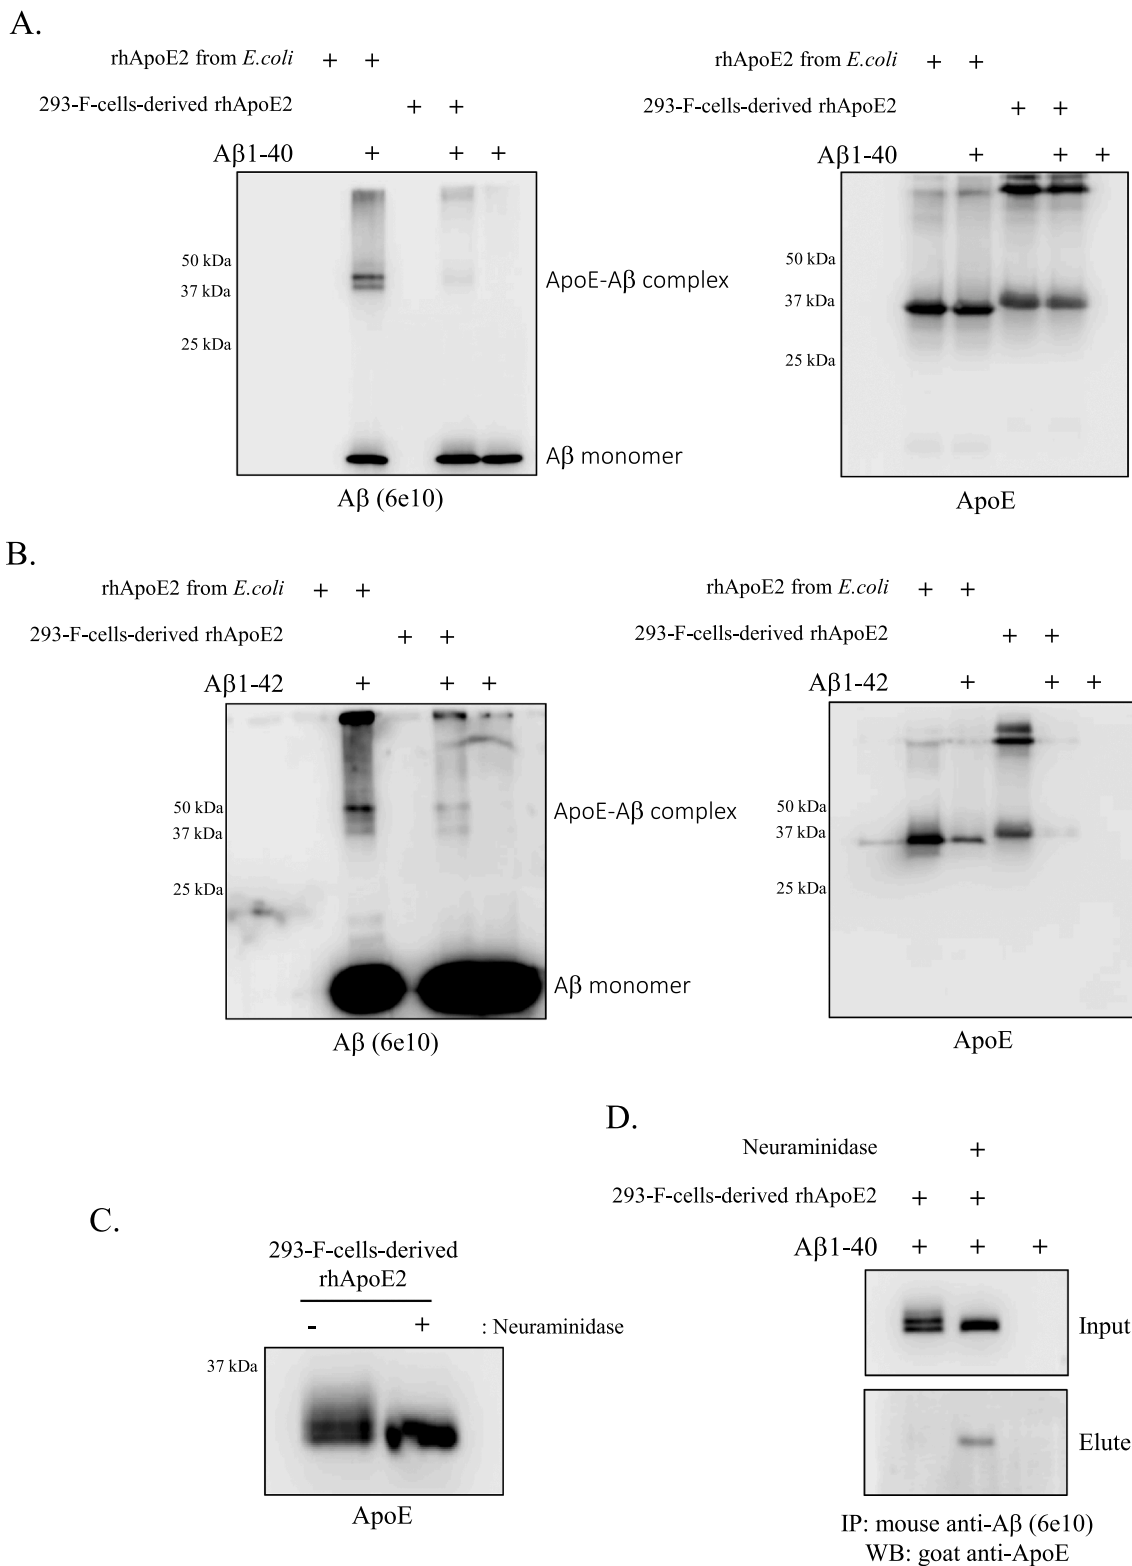 A.
rhApoE2 from E.coli + +
293-F-cells-derived rhApoE2 + +
Aβ1-40 + + +
50 kDa
37 kDa
25 kDa
ApoE-Aβ complex
Aβ monomer
Aβ (6e10)
rhApoE2 from E.coli + +
293-F-cells-derived rhApoE2 + +
Aβ1-40 + + +
50 kDa
37 kDa
25 kDa
ApoE
B.
rhApoE2 from E.coli + +
293-F-cells-derived rhApoE2 + +
Aβ1-42 + + +
50 kDa
37 kDa
25 kDa
ApoE-Aβ complex
Aβ monomer
Aβ (6e10)
rhApoE2 from E.coli + +
293-F-cells-derived rhApoE2 + +
Aβ1-42 + + +
50 kDa
37 kDa
25 kDa
ApoE
C.
293-F-cells-derived
rhApoE2
- + : Neuraminidase
37 kDa
ApoE
D.
Neuraminidase +
293-F-cells-derived rhApoE2 + +
Aβ1-40 + + +
Input
Elute
IP: mouse anti-Aβ (6e10)
WB: goat anti-ApoE